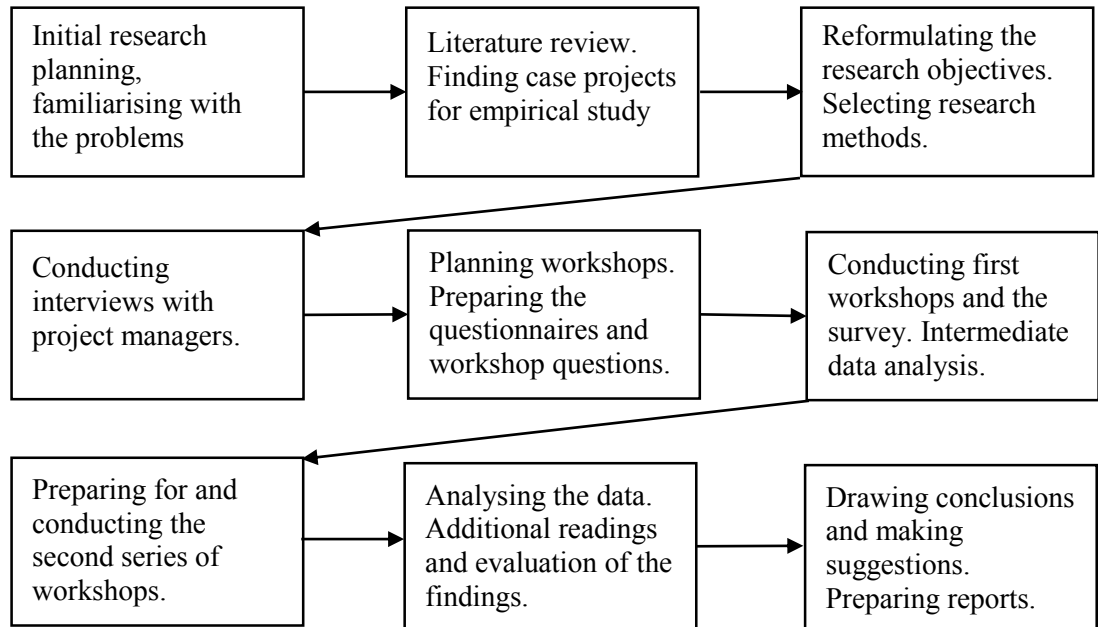 Initial research
planning,
familiarising with
the problems
Literature review.
Finding case projects
for empirical study
Reformulating the
research objectives.
Selecting research
methods.
Conducting
interviews with
project managers.
Planning workshops.
Preparing the
questionnaires and
workshop questions.
Conducting first
workshops and the
survey. Intermediate
data analysis.
Preparing for and
conducting the
second series of
workshops.
Analysing the data.
Additional readings
and evaluation of the
findings.
Drawing conclusions
and making
suggestions.
Preparing reports.